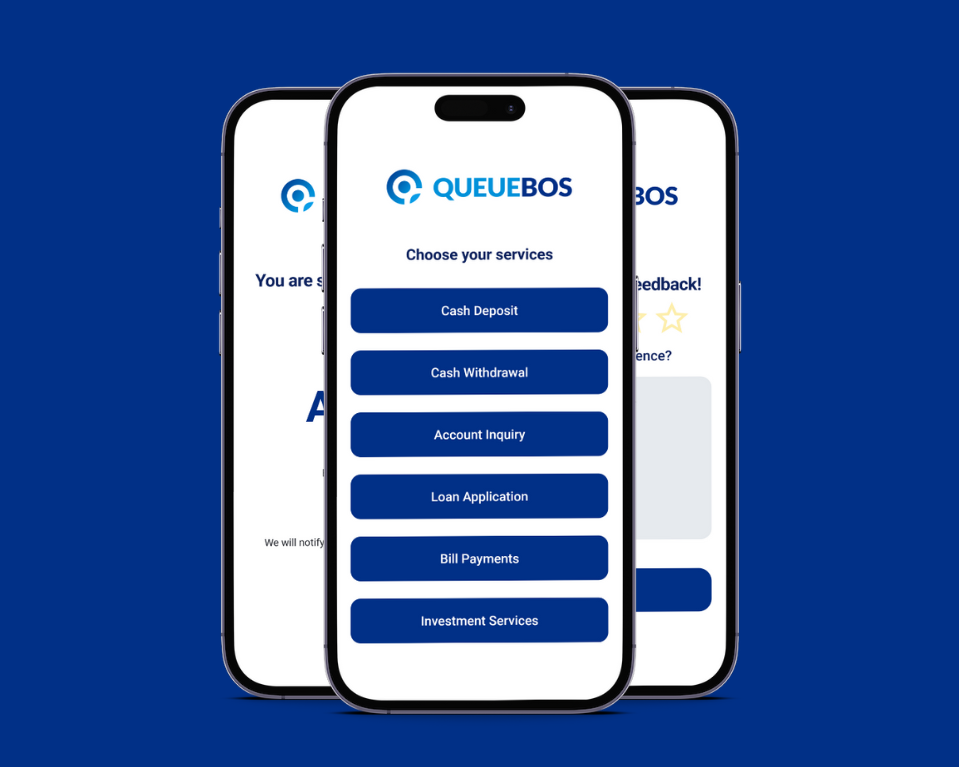 QUEUEBOS
Choose your services
Cash Deposit
Cash Withdrawal
Account Inquiry
Loan Application
Bill Payments
Investment Services
You are
A
We will notify
BOS
eedback!
ence?